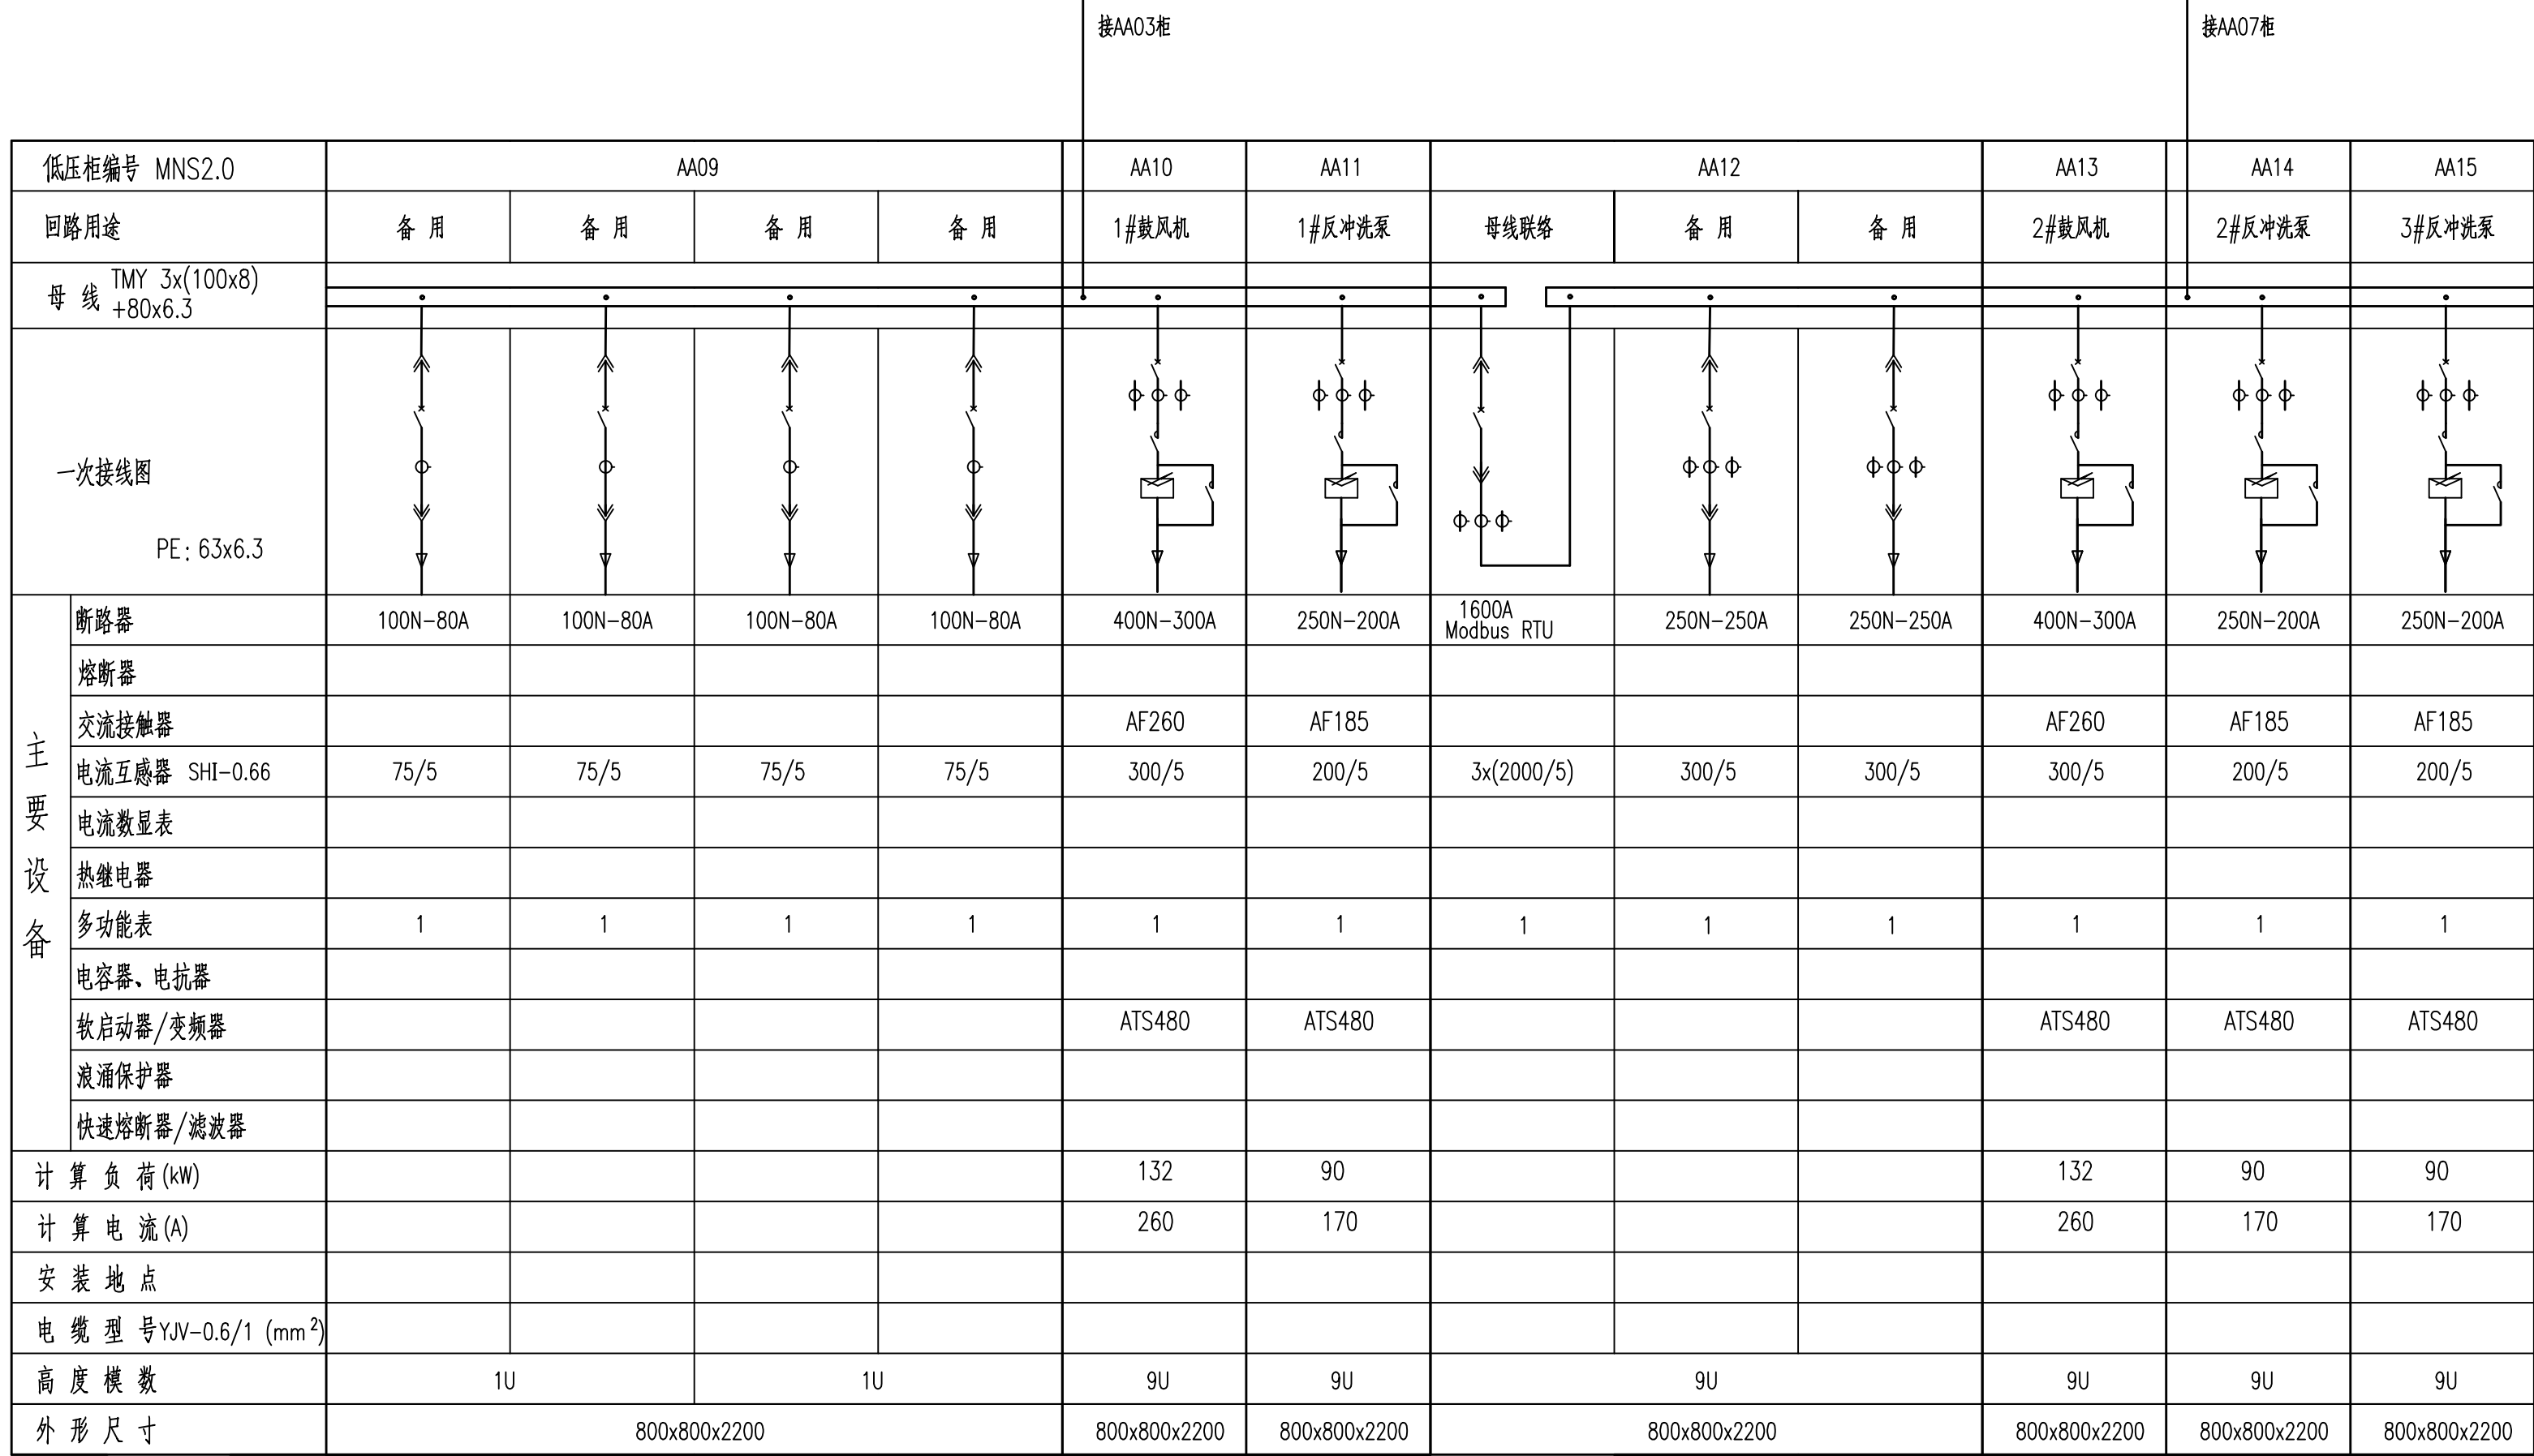 接AA03柜 接AA07柜
低压柜编号 MNS2.0 AA09 AA10 AA11 AA12 AA13 AA14 AA15
回路用途 备 用 备 用 备 用 备 用 1#鼓风机 1#反冲洗泵 母线联络 备 用 备 用 2#鼓风机 2#反冲洗泵 3#反冲洗泵
母 线 TMY 3x(100x8)
+80x6.3
一次接线图
PE: 63x6.3
主要设备
断路器 100N-80A 100N-80A 100N-80A 100N-80A 400N-300A 250N-200A 1600A Modbus RTU 250N-250A 250N-250A 400N-300A 250N-200A 250N-200A
熔断器
交流接触器 AF260 AF185 AF260 AF185 AF185
电流互感器 SHI-0.66 75/5 75/5 75/5 75/5 300/5 200/5 3x(2000/5) 300/5 300/5 300/5 200/5 200/5
电流数显表
热继电器
多功能表 1 1 1 1 1 1 1 1 1 1 1 1
电容器、电抗器
软启动器/变频器 ATS480 ATS480 ATS480 ATS480 ATS480
浪涌保护器
快速熔断器/滤波器
计 算 负 荷(kW) 132 90 132 90 90
计 算 电 流(A) 260 170 260 170 170
安 装 地 点
电 缆 型 号YJV-0.6/1 (mm²)
高 度 模 数 1U 1U 9U 9U 9U 9U 9U 9U
外 形 尺 寸 800x800x2200 800x800x2200 800x800x2200 800x800x2200 800x800x2200 800x800x2200 800x800x2200